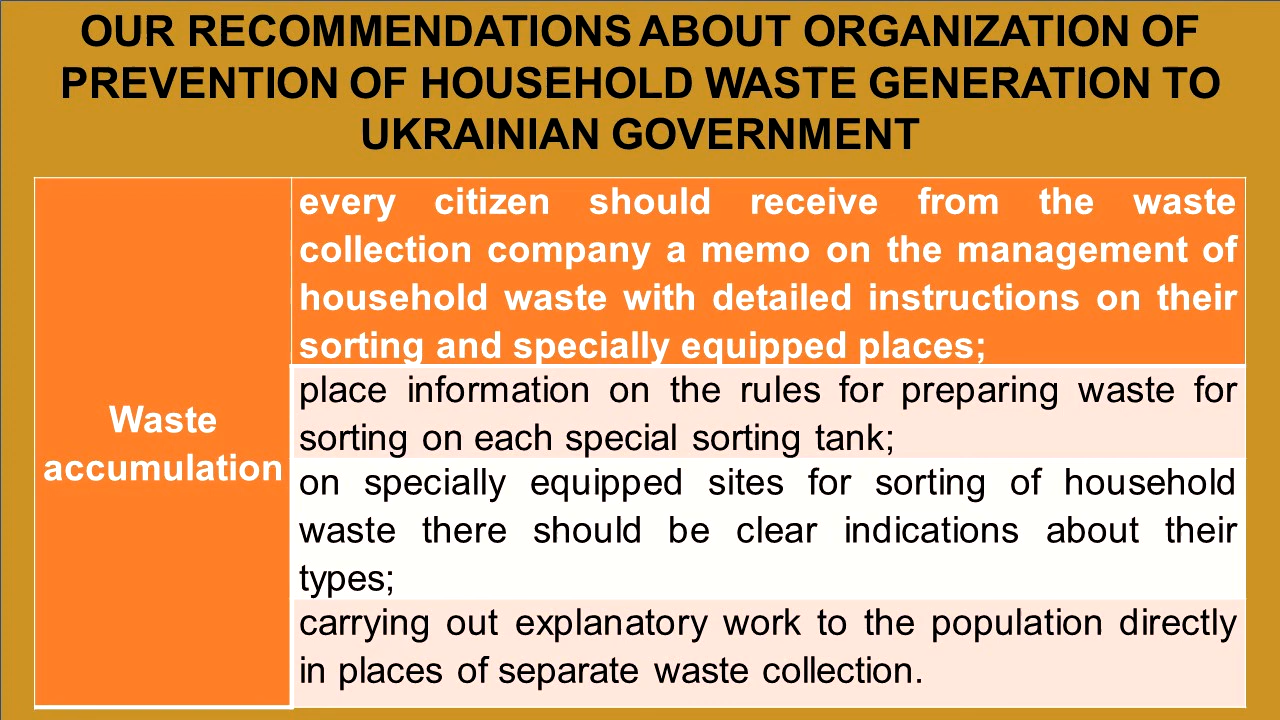 OUR RECOMMENDATIONS ABOUT ORGANIZATION OF
PREVENTION OF HOUSEHOLD WASTE GENERATION TO
UKRAINIAN GOVERNMENT
Waste
accumulation
every citizen should receive from the waste
collection company a memo on the management of
household waste with detailed instructions on their
sorting and specially equipped places;
place information on the rules for preparing waste for
sorting on each special sorting tank;
on specially equipped sites for sorting of household
waste there should be clear indications about their
types;
carrying out explanatory work to the population directly
in places of separate waste collection.